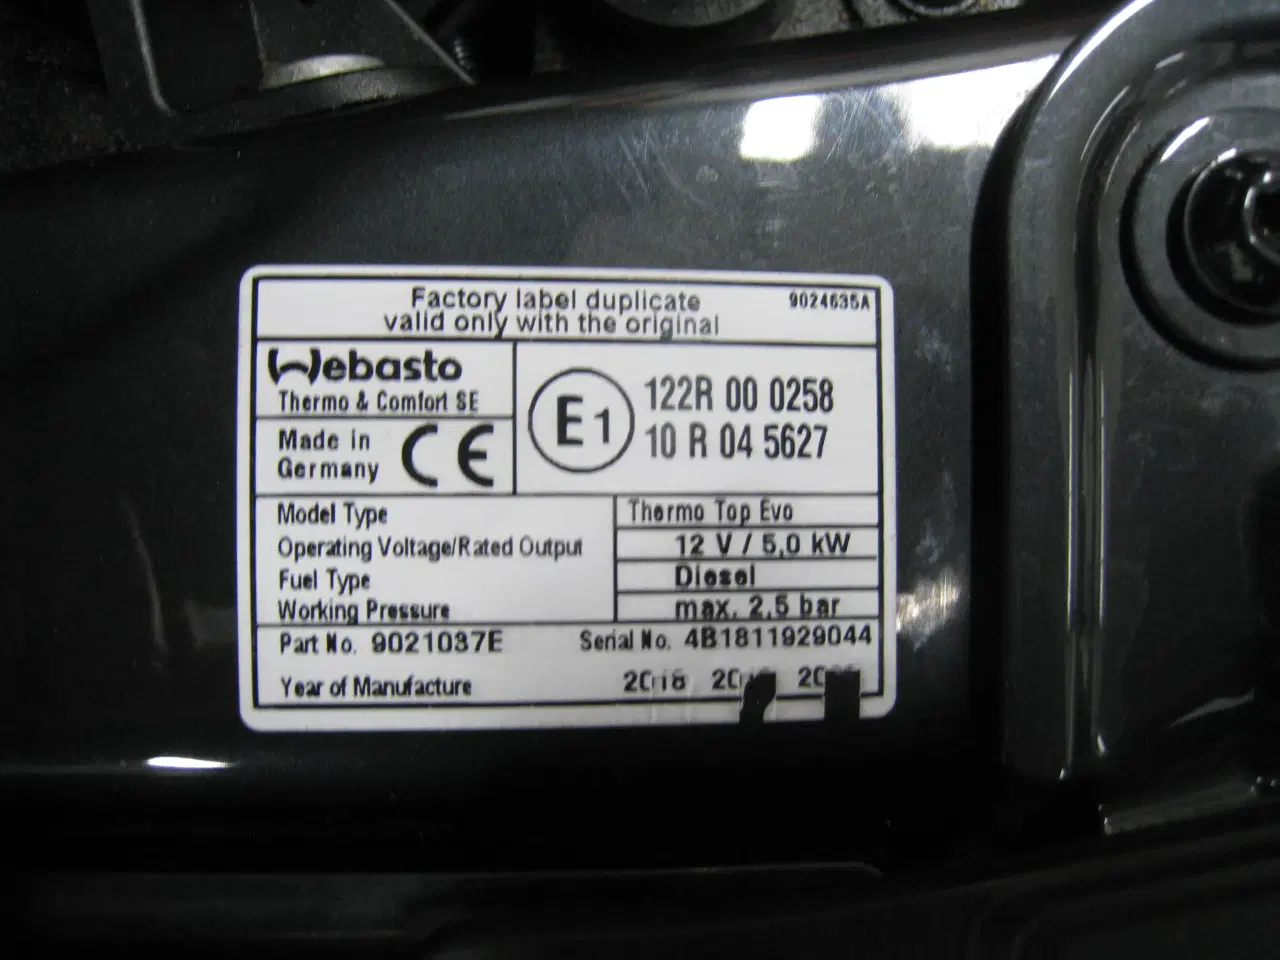 Factory label duplicate
valid only with the original
9024635A
Webasto
Thermo & Comfort SE
Made in
Germany
CE
E1
122R 00 0258
10 R 04 5627
Model Type Thermo Top Evo
Operating Voltage/Rated Output 12 V / 5,0 kW
Fuel Type Diesel
Working Pressure max. 2,5 bar
Part No. 9021037E Serial No. 4B1811929044
Year of Manufacture 2018